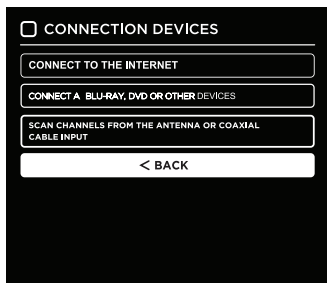 CONNECTION DEVICES
CONNECT TO THE INTERNET
CONNECT A BLU-RAY, DVD OR OTHER DEVICES
SCAN CHANNELS FROM THE ANTENNA OR COAXIAL
CABLE INPUT
< BACK